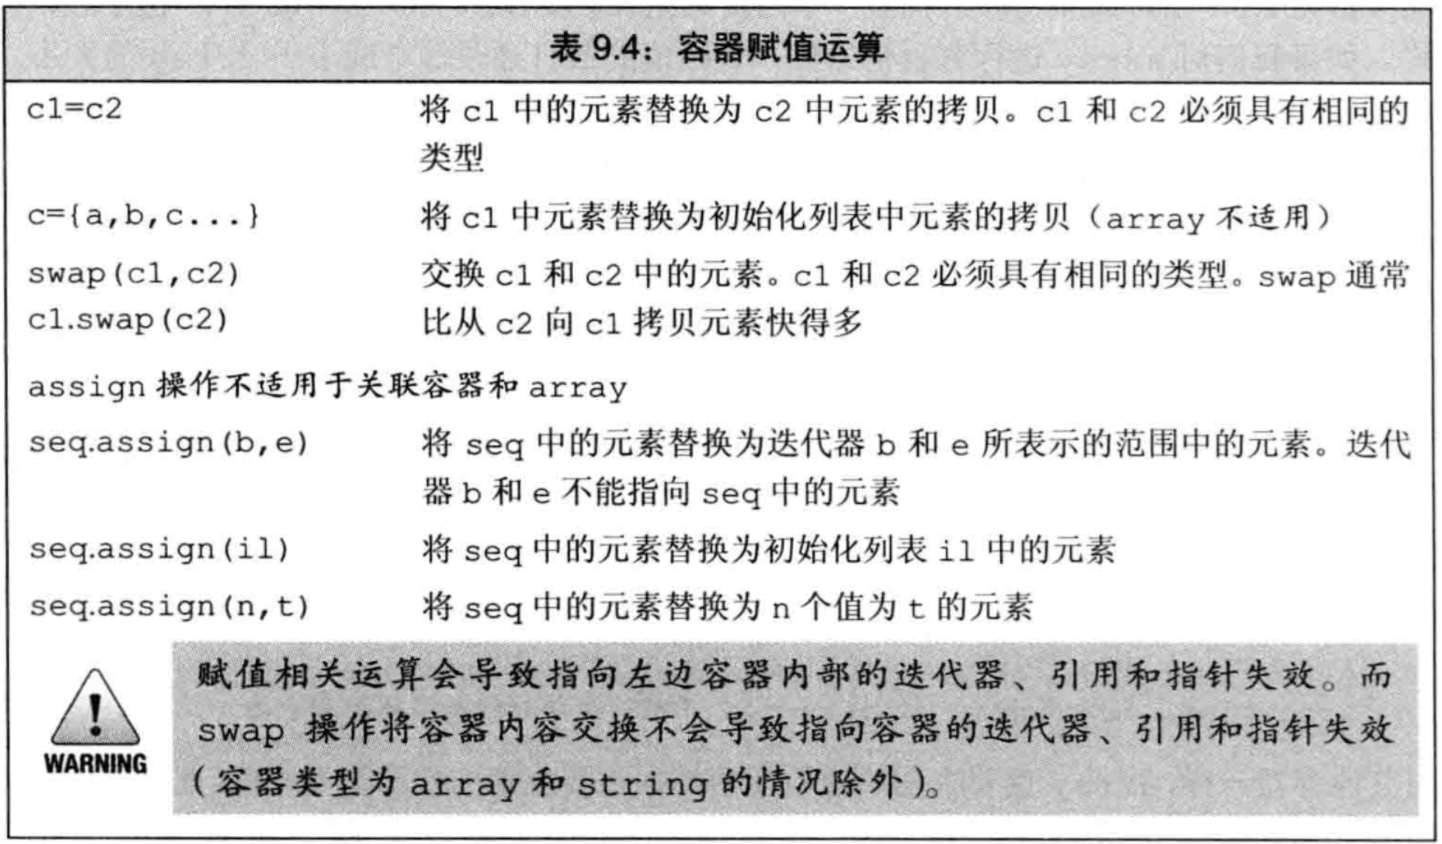 表 9.4：容器赋值运算
c1=c2 将 c1 中的元素替换为 c2 中元素的拷贝。c1 和 c2 必须具有相同的
类型
c={a,b,c...} 将 c1 中元素替换为初始化列表中元素的拷贝（array 不适用）
swap(c1,c2) 交换 c1 和 c2 中的元素。c1 和 c2 必须具有相同的类型。swap 通常
c1.swap(c2) 比从 c2 向 c1 拷贝元素快得多
assign 操作不适用于关联容器和 array
seq.assign(b,e) 将 seq 中的元素替换为迭代器 b 和 e 所表示的范围中的元素。迭代
器 b 和 e 不能指向 seq 中的元素
seq.assign(il) 将 seq 中的元素替换为初始化列表 il 中的元素
seq.assign(n,t) 将 seq 中的元素替换为 n 个值为 t 的元素
赋值相关运算会导致指向左边容器内部的迭代器、引用和指针失效。而
swap 操作将容器内容交换不会导致指向容器的迭代器、引用和指针失效
（容器类型为 array 和 string 的情况除外）。
WARNING